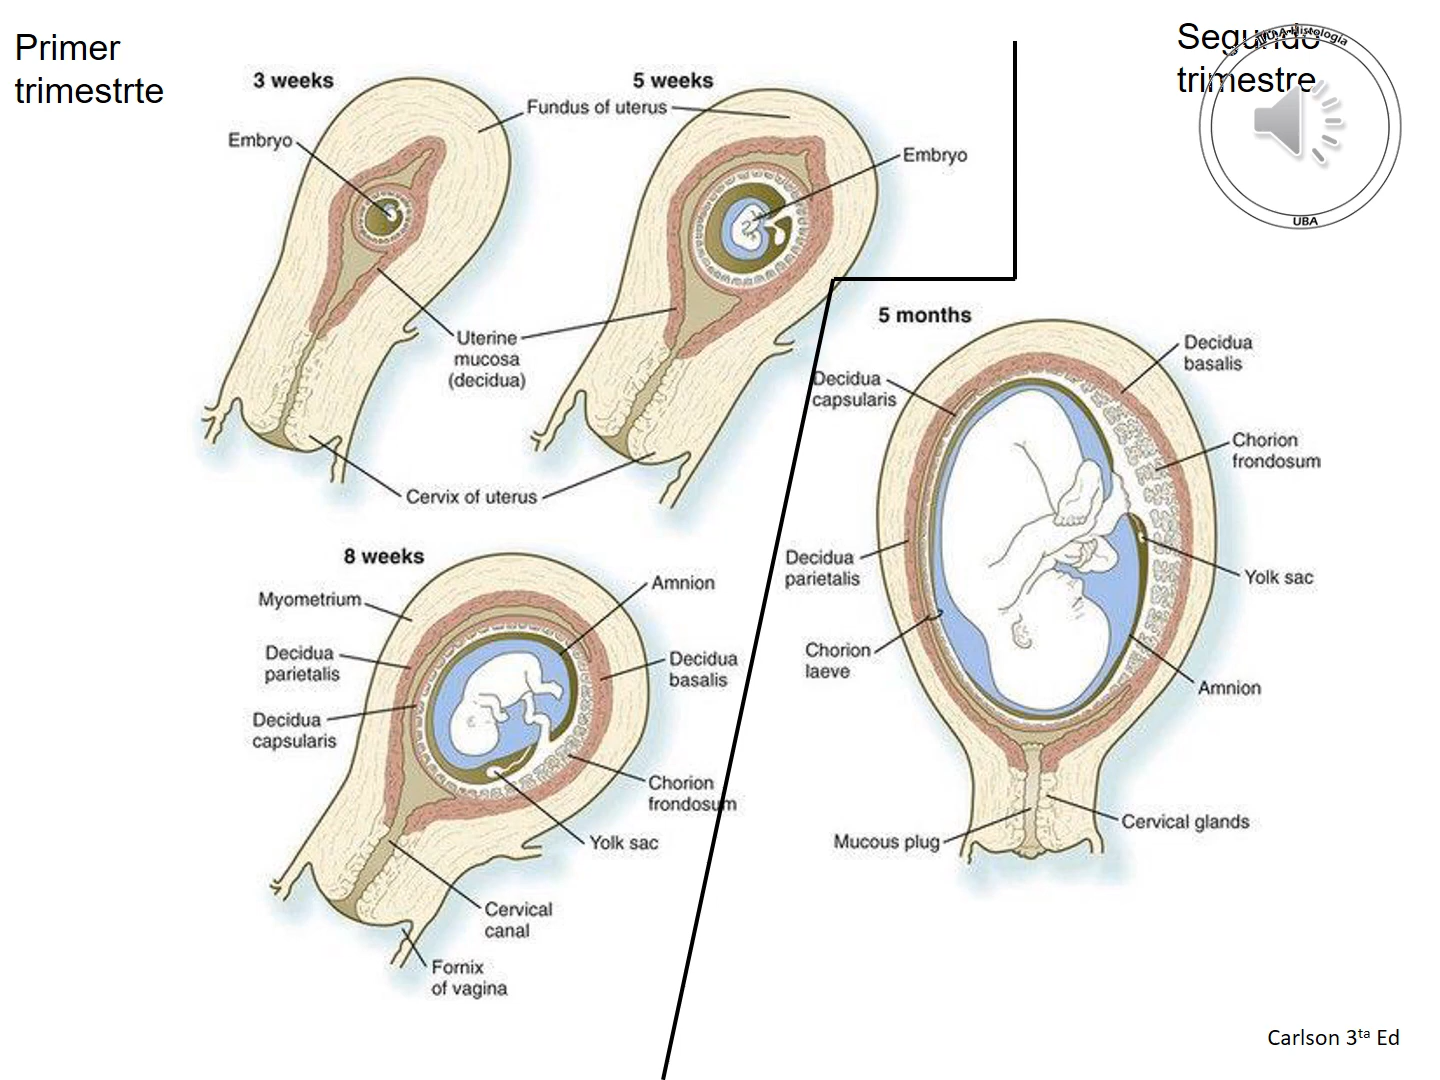 Primer
trimestrte
Segundo
trimestre
Histología
UBA
3 weeks
5 weeks
Fundus of uterus
Embryo
Embryo
Uterine
mucosa
(decidua)
Cervix of uterus
8 weeks
Myometrium
Amnion
Decidua
parietalis
Decidua
basalis
Decidua
capsularis
Chorion
frondosum
Yolk sac
Cervical
canal
Fornix
of vagina
5 months
Decidua
basalis
Decidua
capsularis
Chorion
frondosum
Decidua
parietalis
Yolk sac
Chorion
laeve
Amnion
Mucous plug
Cervical glands
Carlson 3ta Ed